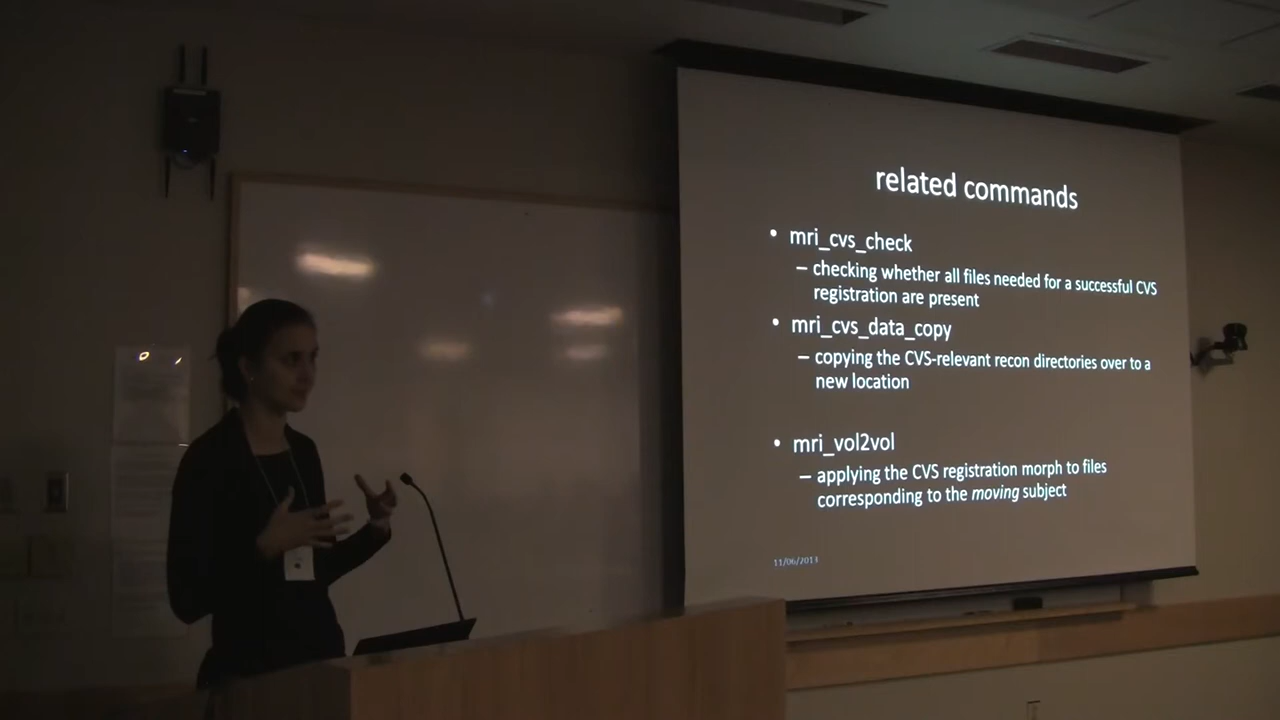 related commands
• mri_cvs_check
– checking whether all files needed for a successful CVS
registration are present
• mri_cvs_data_copy
– copying the CVS-relevant recon directories over to a
new location
• mri_vol2vol
– applying the CVS registration morph to files
corresponding to the moving subject
11/06/2013